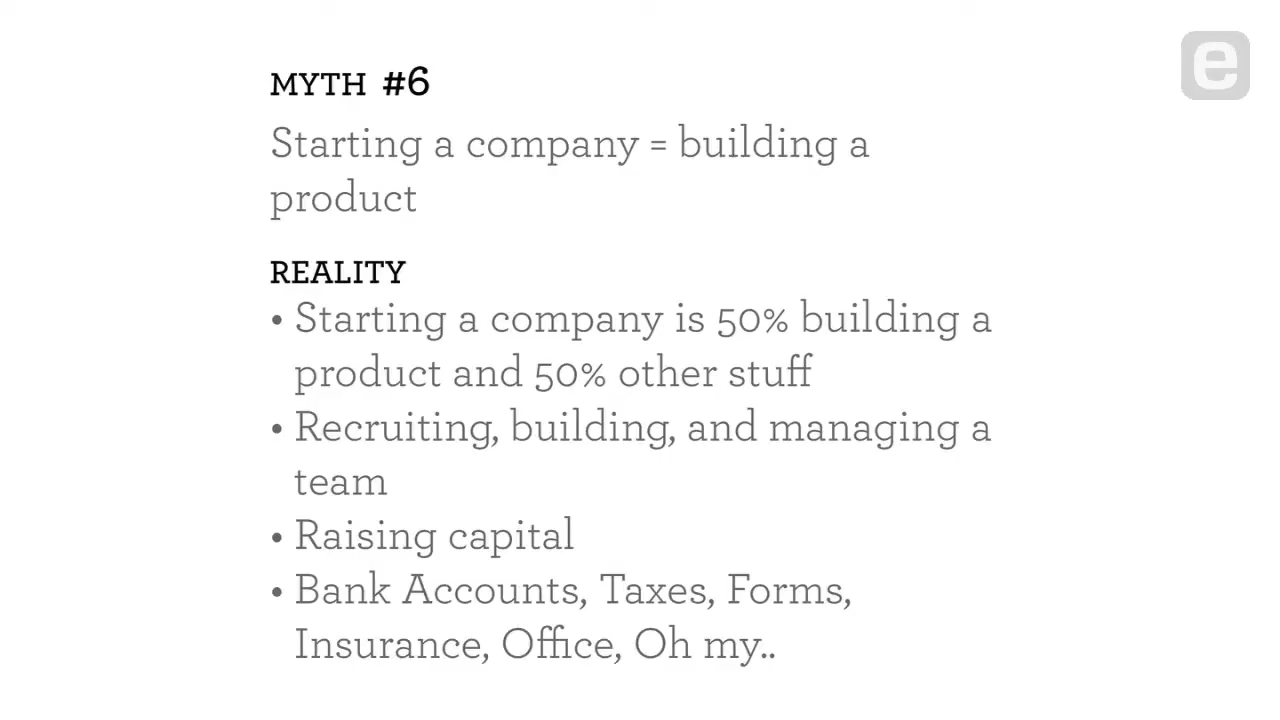 MYTH #6
Starting a company = building a
product
REALITY
• Starting a company is 50% building a
product and 50% other stuff
• Recruiting, building, and managing a
team
• Raising capital
• Bank Accounts, Taxes, Forms,
Insurance, Office, Oh my..
e